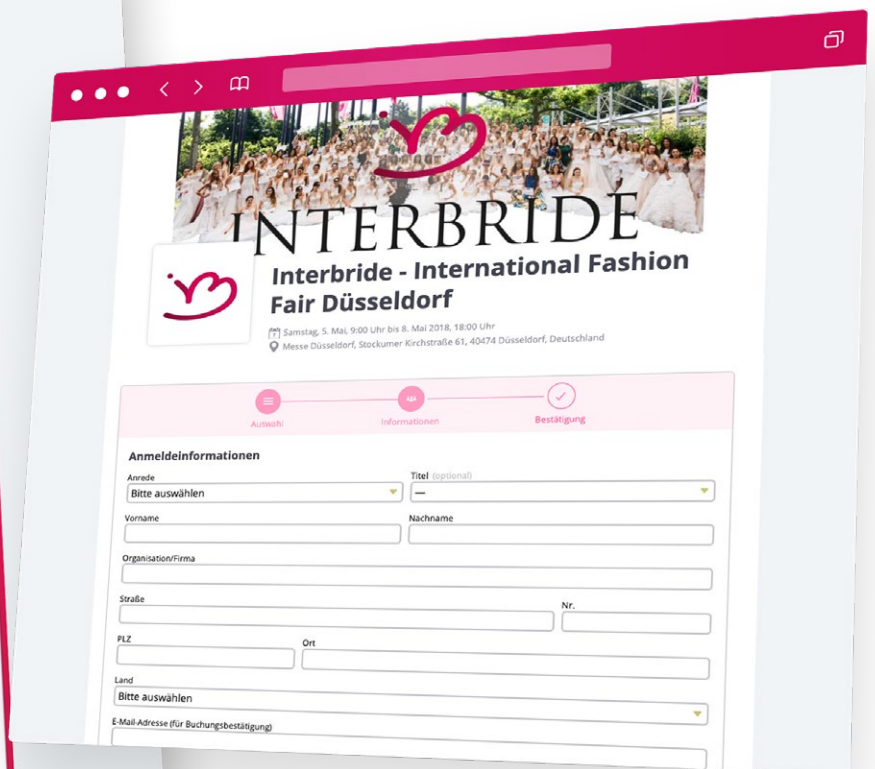 INTERBRIDE
Interbride - International Fashion
Fair Düsseldorf
Samstag, 5. Mai, 9:00 Uhr bis 8. Mai 2018, 18:00 Uhr
Messe Düsseldorf, Stockumer Kirchstraße 61, 40474 Düsseldorf, Deutschland
Auswahl Informationen Bestätigung
Anmeldeinformationen
Anrede Titel (optional)
Bitte auswählen —
Vorname Nachname
Organisation/Firma
Straße Nr.
PLZ Ort
Land
Bitte auswählen
E-Mail-Adresse (für Buchungsbestätigung)